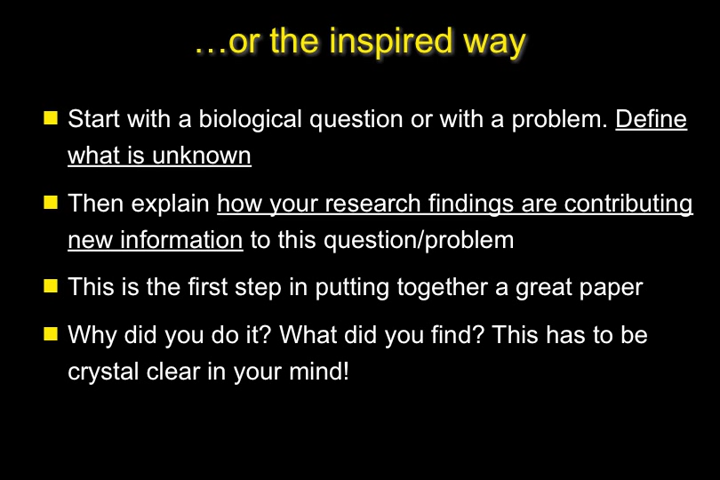 …or the inspired way
Start with a biological question or with a problem. Define
what is unknown
Then explain how your research findings are contributing
new information to this question/problem
This is the first step in putting together a great paper
Why did you do it? What did you find? This has to be
crystal clear in your mind!